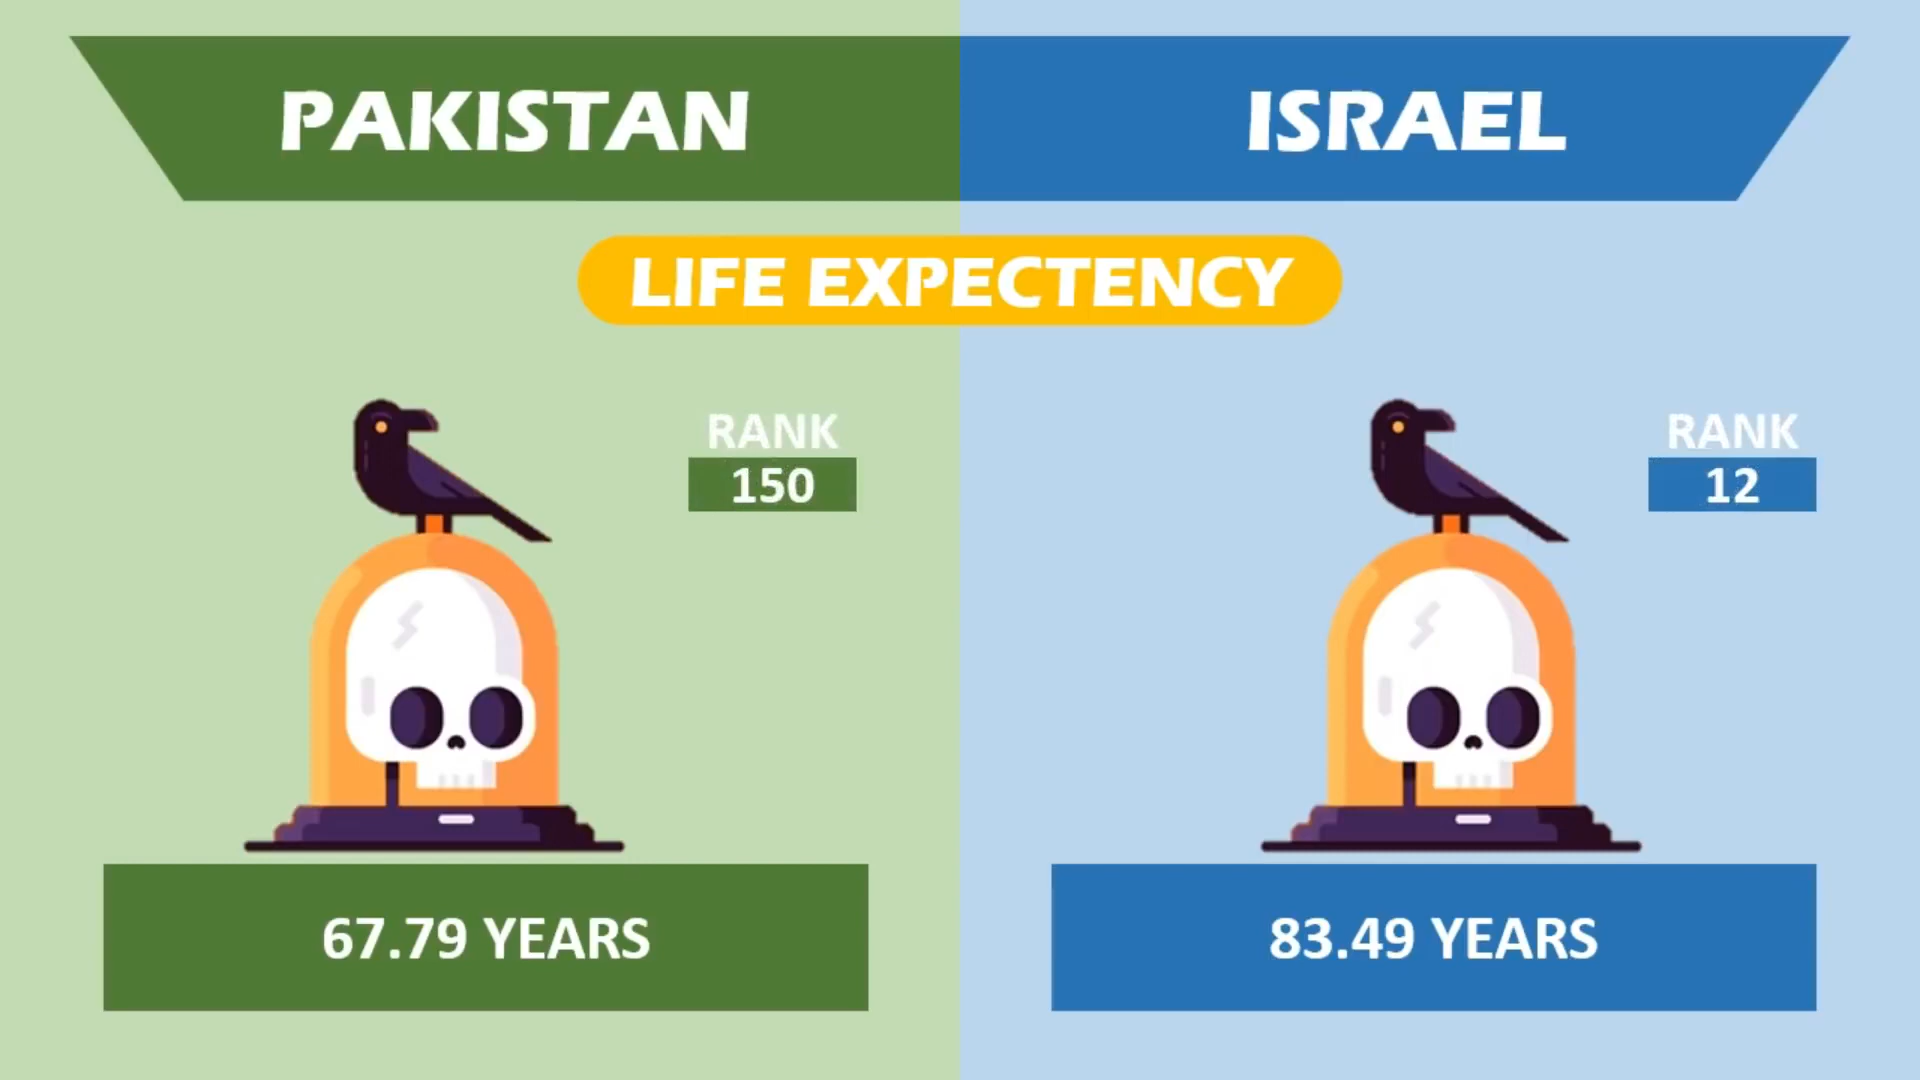 PAKISTAN
ISRAEL
LIFE EXPECTENCY
RANK
150
RANK
12
67.79 YEARS
83.49 YEARS